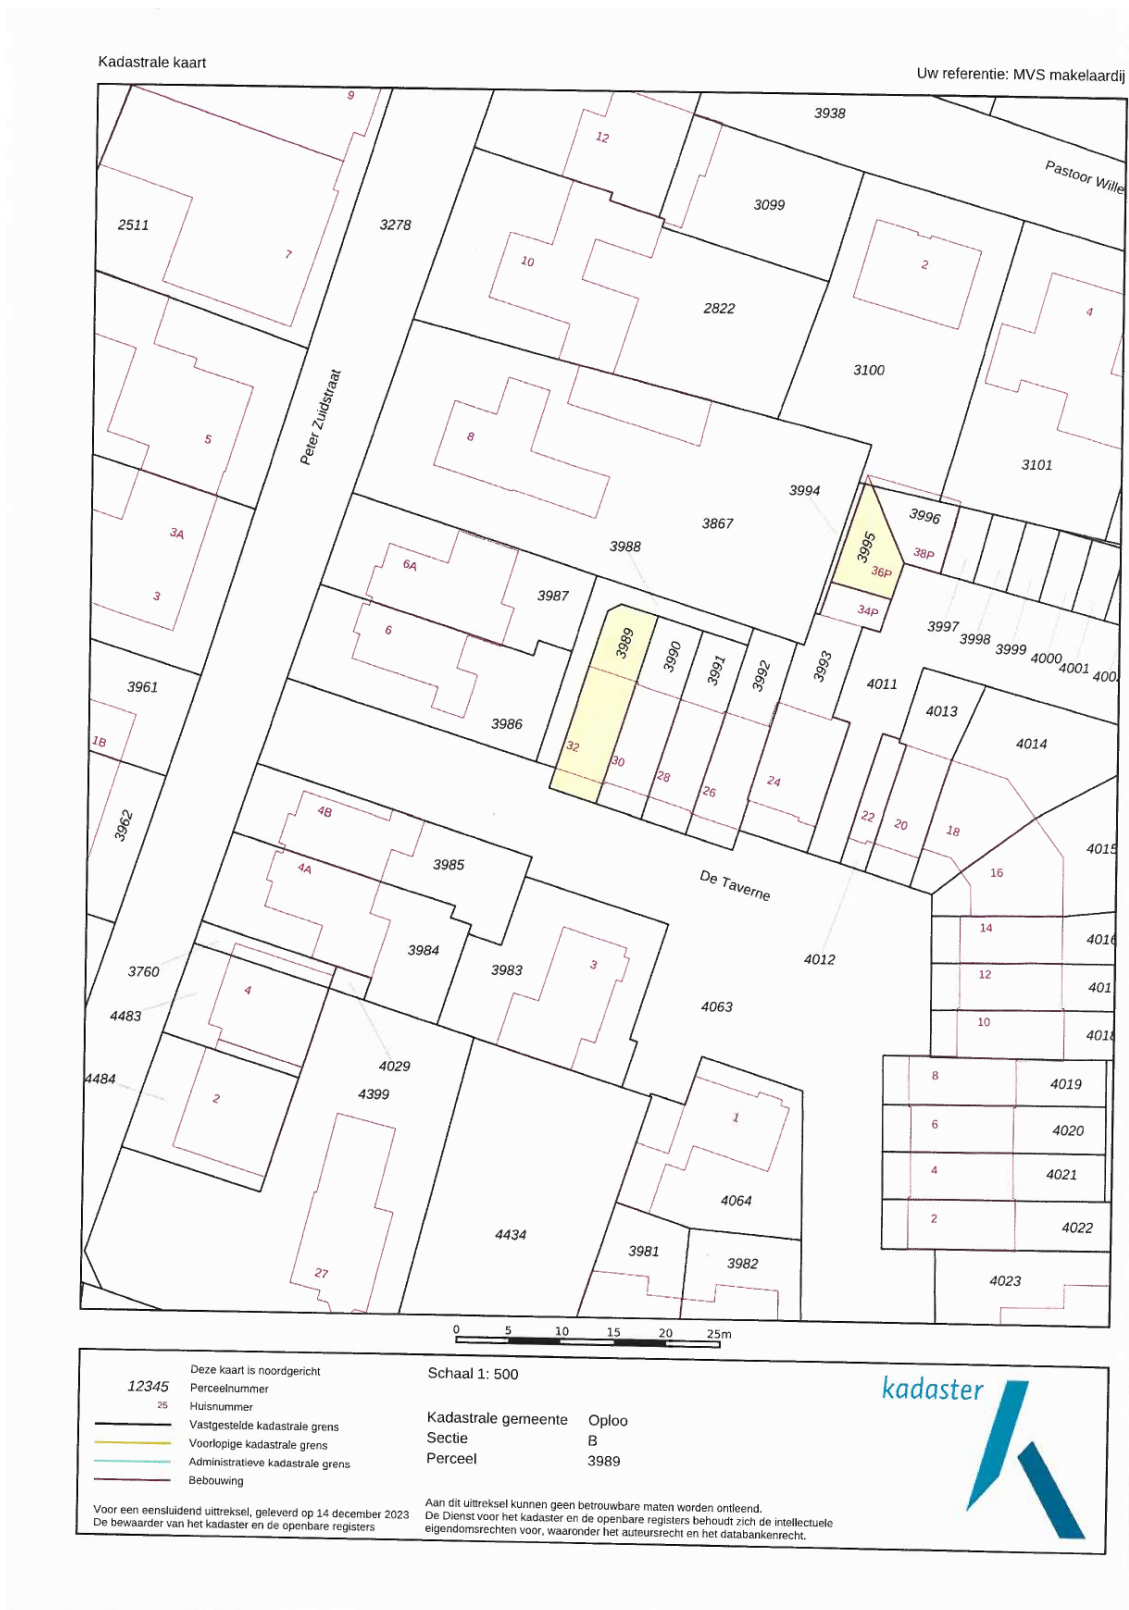 Kadastrale kaart
Uw referentie: MVS makelaardij
9
12
3938
Pastoor Wille
3099
2511
3278
7
10
2
4
2822
3100
Peter Zuidstraat
5
8
3101
3994
3867
3996
3995
38P
36P
34P
3A
3
3988
6A
3987
6
3989
3990
3991
3992
3993
3997
3998
3999
4000
4001
400
4011
3961
4013
4014
3986
1B
32
30
28
26
24
22
20
18
3962
4B
4A
3985
De Taverne
4015
16
3984
3983
3
4012
14
4016
3760
4
4483
12
401
4063
10
4018
4029
4484
4399
2
8
4019
1
6
4020
4
4021
4064
2
4022
4434
3981
3982
27
4023
0 5 10 15 20 25m
Deze kaart is noordgericht
12345 Perceelnummer
25 Huisnummer
Vastgestelde kadastrale grens
Voorlopige kadastrale grens
Administratieve kadastrale grens
Bebouwing
Schaal 1: 500
Kadastrale gemeente Oploo
Sectie B
Perceel 3989
kadaster
Voor een eensluidend uittreksel, geleverd op 14 december 2023
De bewaarder van het kadaster en de openbare registers
Aan dit uittreksel kunnen geen betrouwbare maten worden ontleend.
De Dienst voor het kadaster en de openbare registers behoudt zich de intellectuele
eigendomsrechten voor, waaronder het auteursrecht en het databankenrecht.